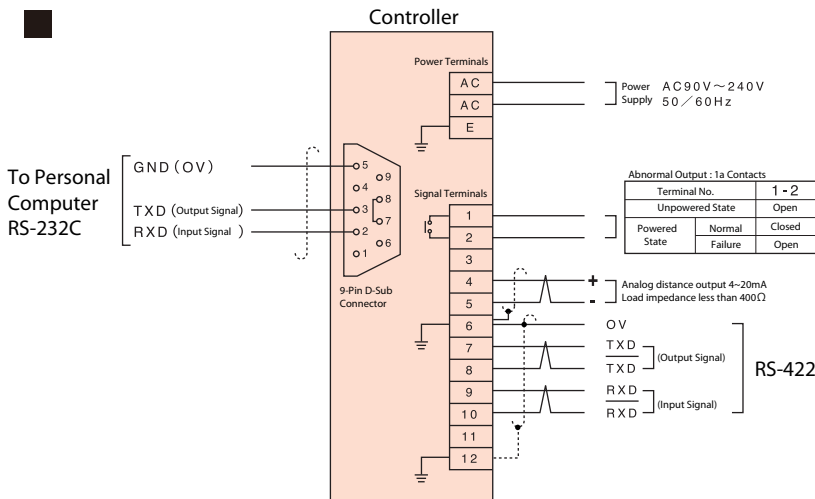 Controller
Power Terminals
AC
AC
E
Power Supply
AC90V～240V
50／60Hz
To Personal
Computer
RS-232C
GND (OV)
TXD (Output Signal)
RXD (Input Signal )
5
9
4
8
3
7
2
6
1
9-Pin D-Sub
Connector
Signal Terminals
1
2
3
4
5
6
7
8
9
10
11
12
Abnormal Output : 1a Contacts
Terminal No. 1 - 2
Unpowered State Open
Powered State Normal Closed
Failure Open
+
-
Analog distance output 4~20mA
Load impedance less than 400Ω
OV
TXD
TXD
(Output Signal)
RXD
RXD
(Input Signal)
RS-422